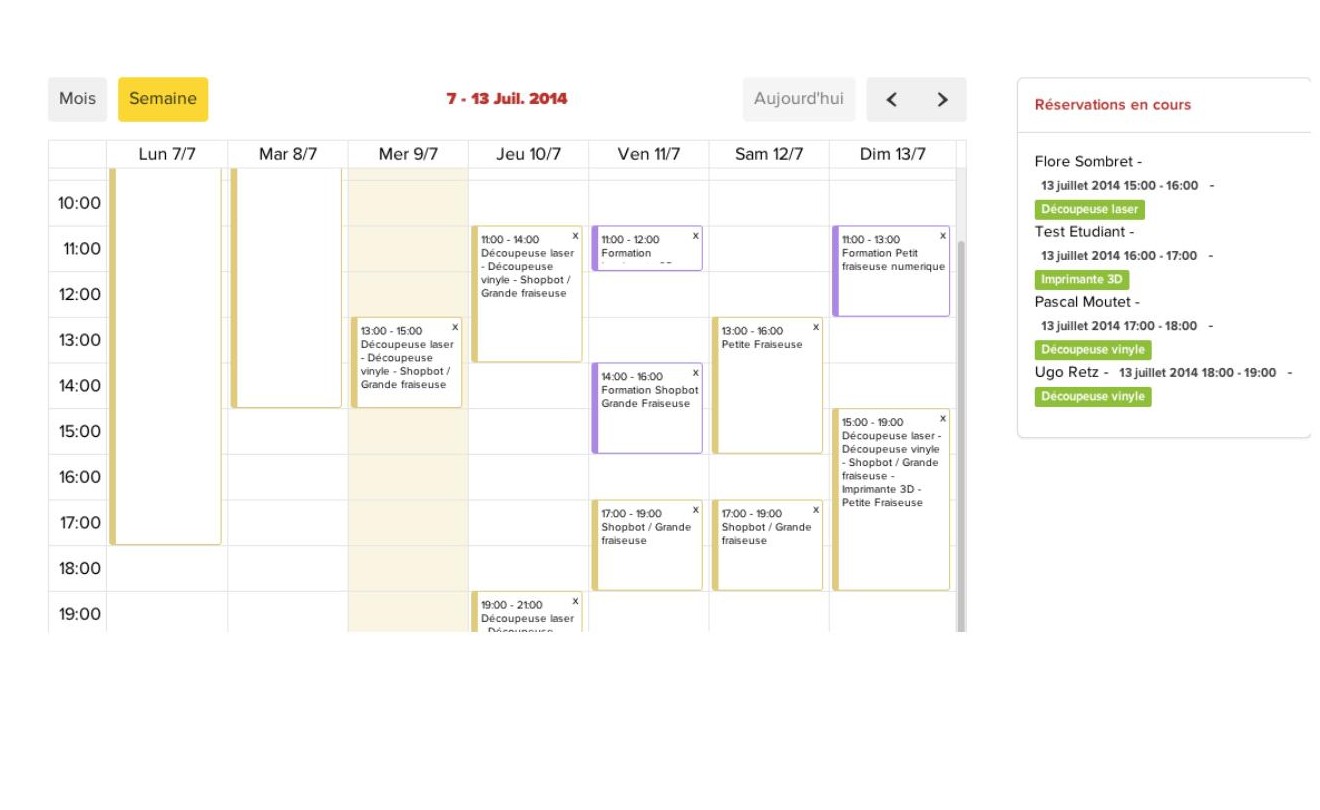 Mois
Semaine
7 - 13 Juil. 2014
Aujourd'hui
Lun 7/7
Mar 8/7
Mer 9/7
Jeu 10/7
Ven 11/7
Sam 12/7
Dim 13/7
10:00
11:00
12:00
13:00
14:00
15:00
16:00
17:00
18:00
19:00
13:00 - 15:00
x
Découpeuse laser
- Découpeuse
vinyle - Shopbot /
Grande fraiseuse
11:00 - 14:00
x
Découpeuse laser
- Découpeuse
vinyle - Shopbot /
Grande fraiseuse
19:00 - 21:00
x
Découpeuse laser
- Découpeuse
11:00 - 12:00
x
Formation
14:00 - 16:00
x
Formation Shopbot
Grande Fraiseuse
17:00 - 19:00
x
Shopbot / Grande
fraiseuse
13:00 - 16:00
x
Petite Fraiseuse
17:00 - 19:00
x
Shopbot / Grande
fraiseuse
11:00 - 13:00
x
Formation Petit
fraiseuse numerique
15:00 - 19:00
x
Découpeuse laser -
Découpeuse vinyle
- Shopbot / Grande
fraiseuse -
Imprimante 3D -
Petite Fraiseuse
Réservations en cours
Flore Sombret -
13 juillet 2014 15:00 - 16:00 -
Découpeuse laser
Test Etudiant -
13 juillet 2014 16:00 - 17:00 -
Imprimante 3D
Pascal Moutet -
13 juillet 2014 17:00 - 18:00 -
Découpeuse vinyle
Ugo Retz - 13 juillet 2014 18:00 - 19:00 -
Découpeuse vinyle